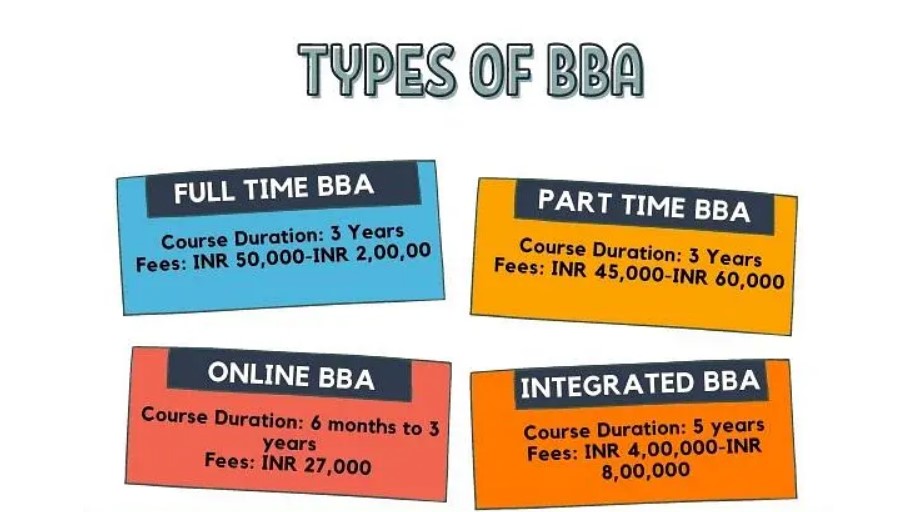 TYPES OF BBA
FULL TIME BBA
Course Duration: 3 Years
Fees: INR 50,000-INR 2,00,00
PART TIME BBA
Course Duration: 3 Years
Fees: INR 45,000-INR 60,000
ONLINE BBA
Course Duration: 6 months to 3
years
Fees: INR 27,000
INTEGRATED BBA
Course Duration: 5 years
Fees: INR 4,00,000-INR
8,00,000